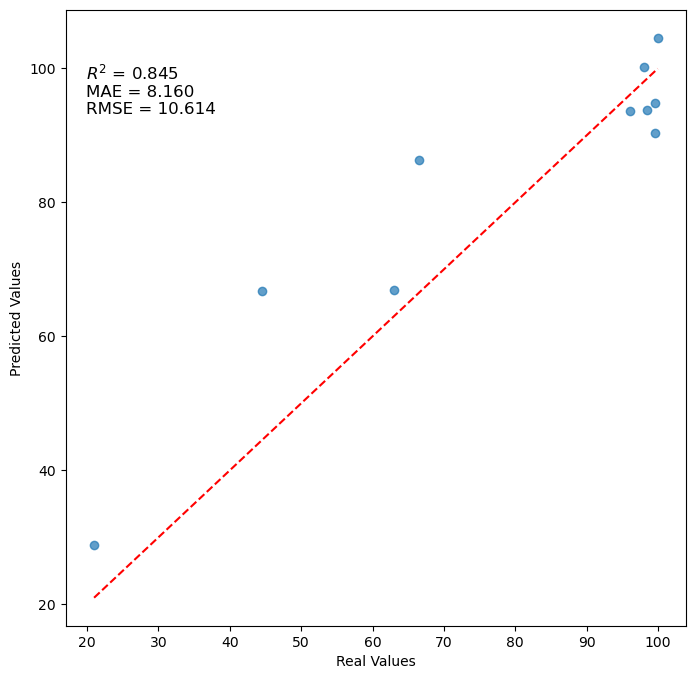 R² = 0.845
MAE = 8.160
RMSE = 10.614
Predicted Values
100
80
60
40
20
20 30 40 50 60 70 80 90 100
Real Values